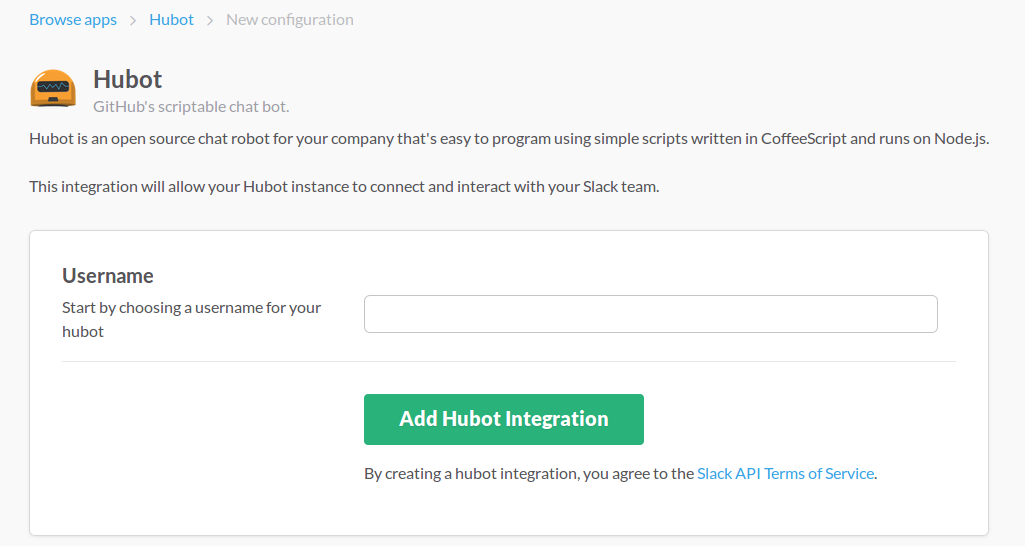 Browse apps > Hubot > New configuration
Hubot
GitHub's scriptable chat bot.
Hubot is an open source chat robot for your company that's easy to program using simple scripts written in CoffeeScript and runs on Node.js.
This integration will allow your Hubot instance to connect and interact with your Slack team.
Username
Start by choosing a username for your
hubot
Add Hubot Integration
By creating a hubot integration, you agree to the Slack API Terms of Service.